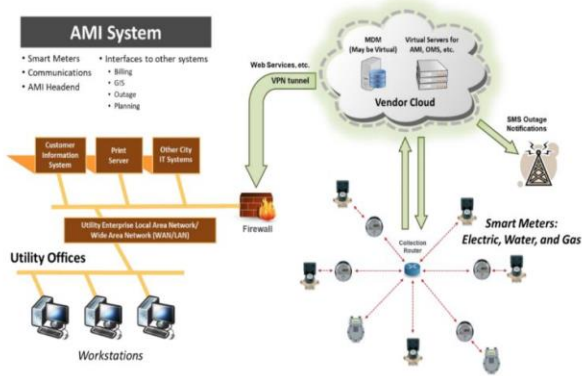 AMI System
• Smart Meters
• Communications
• AMI Headend
• Interfaces to other systems
• Billing
• GIS
• Outage
• Planning
MDM
(May be Virtual)
Virtual Servers for
AMI, OMS, etc.
Vendor Cloud
Web Services, etc.
VPN tunnel
SMS Outage
Notifications
Customer
Information
System
Print
Server
Other City
IT Systems
Firewall
Utility Enterprise Local Area Network/
Wide Area Network (WAN/LAN)
Utility Offices
Workstations
Collection
Router
Smart Meters:
Electric, Water, and Gas